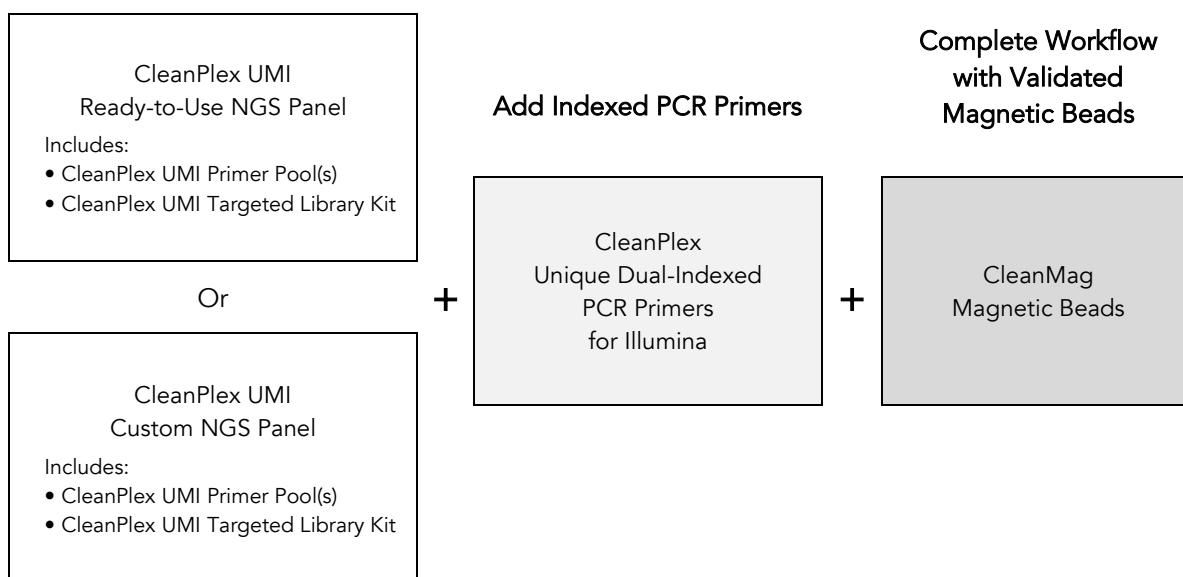 CleanPlex UMI
Ready-to-Use NGS Panel
Includes:
• CleanPlex UMI Primer Pool(s)
• CleanPlex UMI Targeted Library Kit
Or
CleanPlex UMI
Custom NGS Panel
Includes:
• CleanPlex UMI Primer Pool(s)
• CleanPlex UMI Targeted Library Kit
+
Add Indexed PCR Primers
CleanPlex
Unique Dual-Indexed
PCR Primers
for Illumina
+
Complete Workflow
with Validated
Magnetic Beads
CleanMag
Magnetic Beads